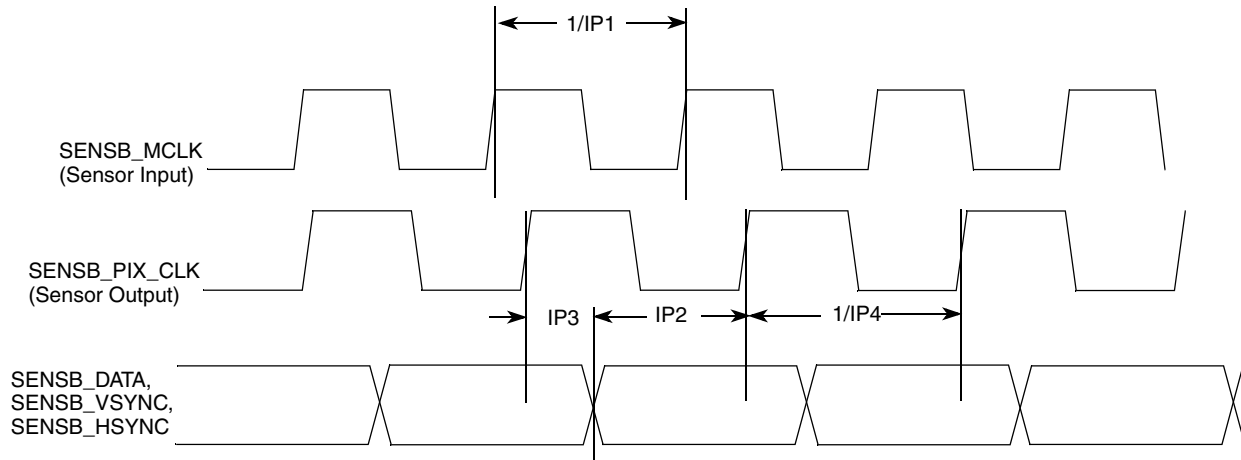 1/IP1
SENSB_MCLK
(Sensor Input)
SENSB_PIX_CLK
(Sensor Output)
IP3
IP2
1/IP4
SENSB_DATA,
SENSB_VSYNC,
SENSB_HSYNC